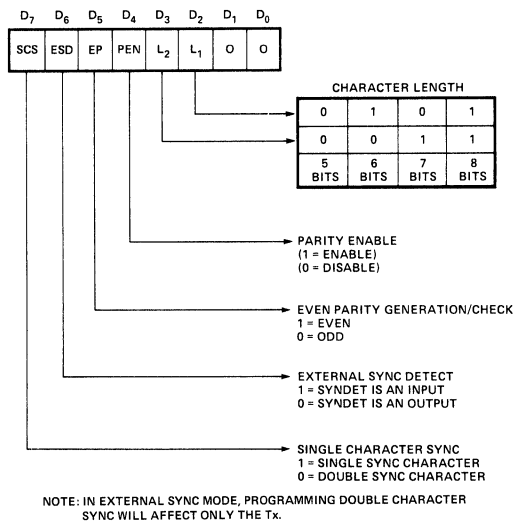 D7 D6 D5 D4 D3 D2 D1 D0
SCS ESD EP PEN L2 L1 0 0
CHARACTER LENGTH
0 1 0 1
0 0 1 1
5 BITS 6 BITS 7 BITS 8 BITS
PARITY ENABLE
(1 = ENABLE)
(0 = DISABLE)
EVEN PARITY GENERATION/CHECK
1 = EVEN
0 = ODD
EXTERNAL SYNC DETECT
1 = SYNDET IS AN INPUT
0 = SYNDET IS AN OUTPUT
SINGLE CHARACTER SYNC
1 = SINGLE SYNC CHARACTER
0 = DOUBLE SYNC CHARACTER
NOTE: IN EXTERNAL SYNC MODE, PROGRAMMING DOUBLE CHARACTER
SYNC WILL AFFECT ONLY THE Tx.